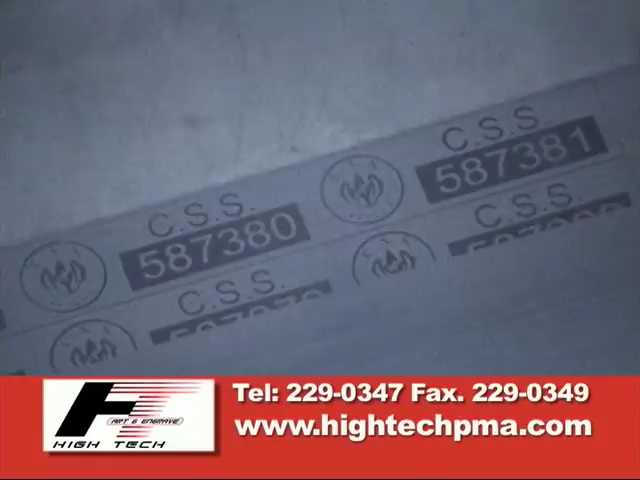 C.S.S.
587381
C.S.S.
587380
C.S.S.
C.S.S.
Tel: 229-0347 Fax. 229-0349
www.hightechpma.com
ART & ENGRAVE
HIGH TECH